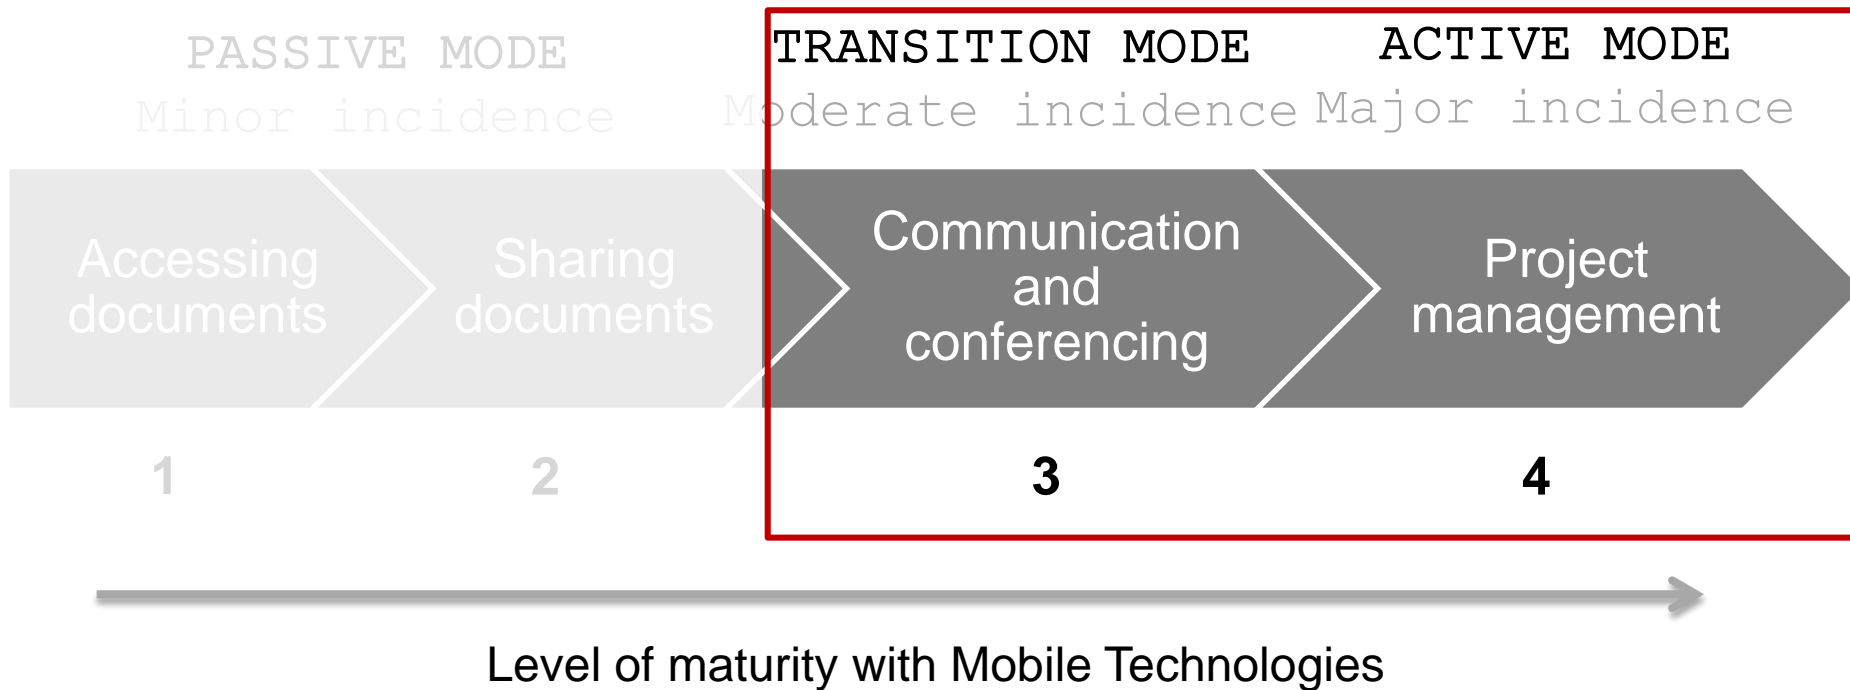 PASSIVE MODE
Minor incidence
TRANSITION MODE
Moderate incidence
ACTIVE MODE
Major incidence
Accessing
documents
Sharing
documents
Communication
and
conferencing
Project
management
1
2
3
4
Level of maturity with Mobile Technologies